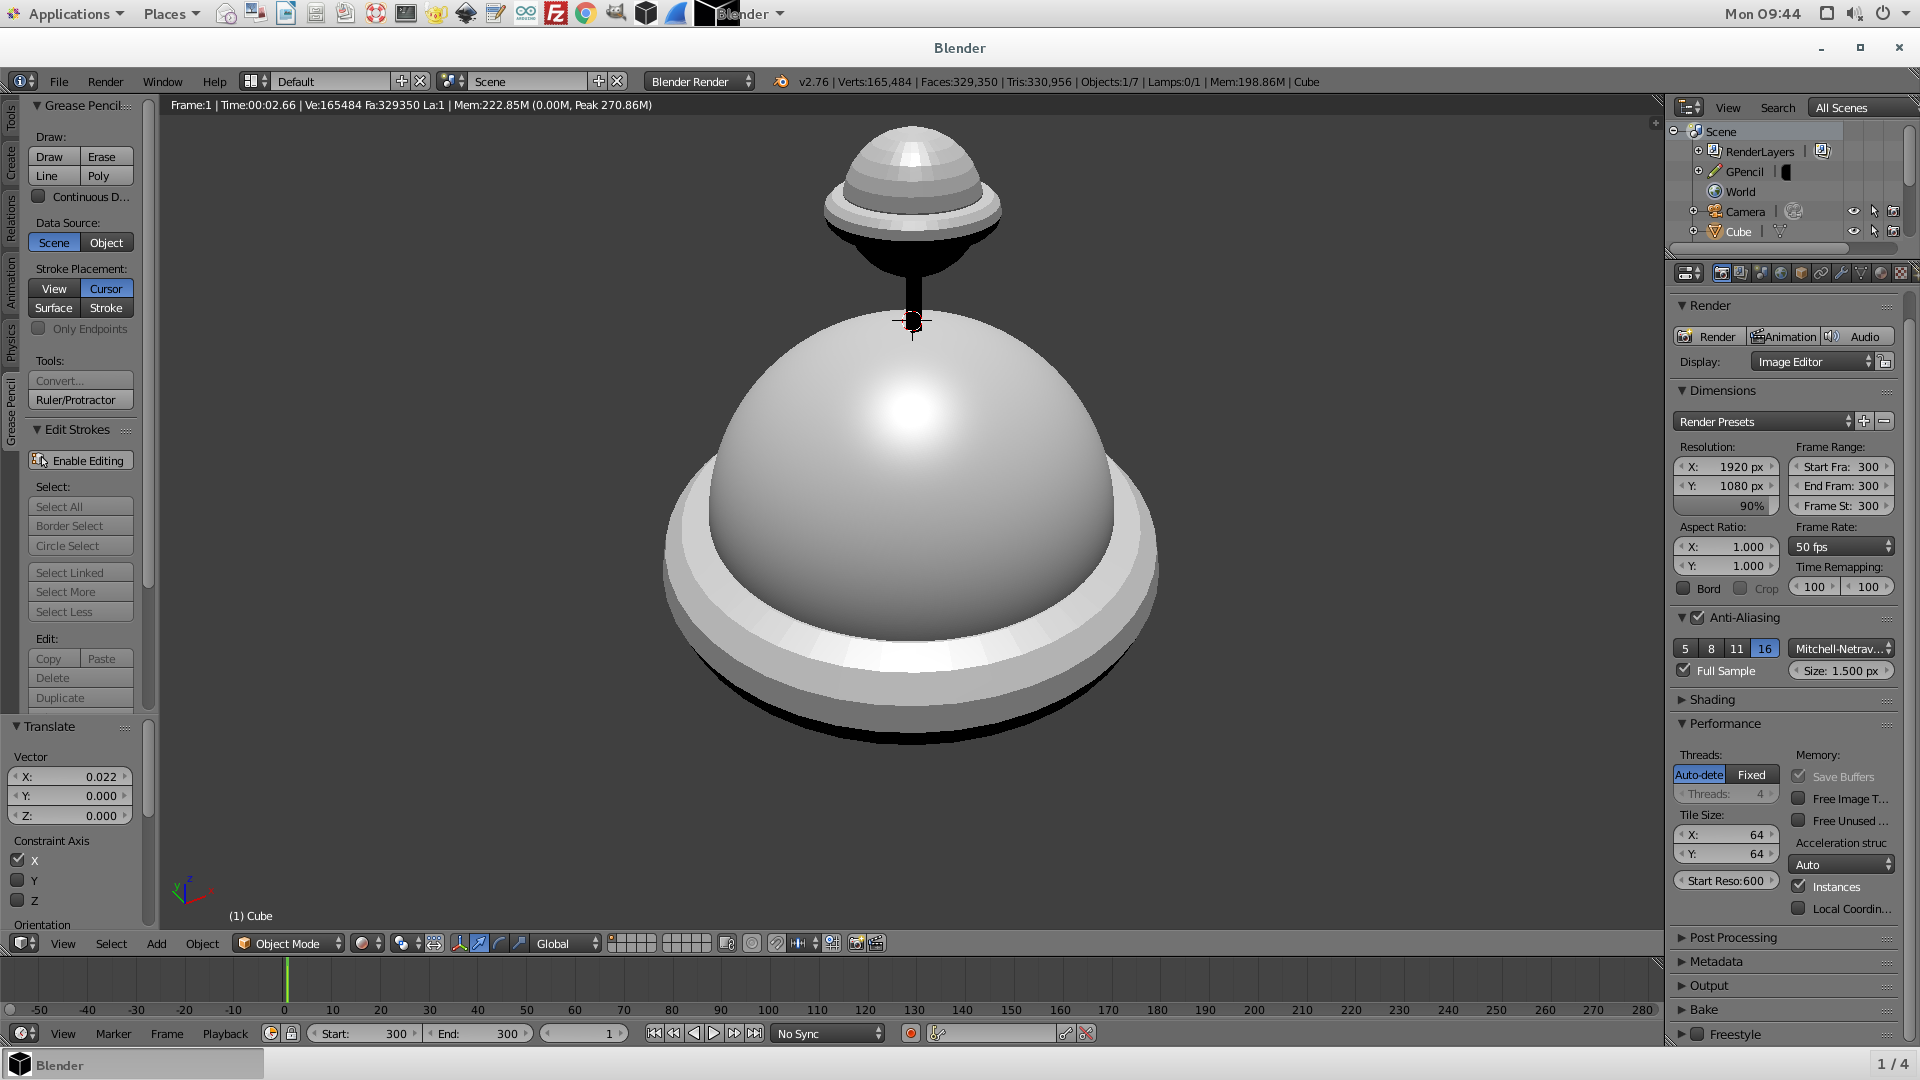 Applications Places Blender Mon 09:44
Blender
File Render Window Help Default Scene Blender Render v2.76 | Verts:165,484 | Faces:329,350 | Tris:330,956 | Objects:1/7 | Lamps:0/1 | Mem:198.86M | Cube
Frame:1 | Time:00:02.66 | Ve:165484 Fa:329350 La:1 | Mem:222.85M (0.00M, Peak 270.86M)
Tools
Create
Relations
Animation
Physics
Grease Pencil
Grease Pencil
Draw:
Draw Erase
Line Poly
Continuous D...
Data Source:
Scene Object
Stroke Placement:
View Cursor
Surface Stroke
Only Endpoints
Tools:
Convert...
Ruler/Protractor
Edit Strokes
Enable Editing
Select:
Select All
Border Select
Circle Select
Select Linked
Select More
Select Less
Edit:
Copy Paste
Delete
Duplicate
Translate
Vector
X: 0.022
Y: 0.000
Z: 0.000
Constraint Axis
X
Y
Z
Orientation
y z
(1) Cube
View Select Add Object Object Mode Global
-50 -40 -30 -20 -10 0 10 20 30 40 50 60 70 80 90 100 110 120 130 140 150 160 170 180 190 200 210 220 230 240 250 260 270 280
View Marker Frame Playback Start: 300 End: 300 1 No Sync
View Search All Scenes
Scene
RenderLayers
GPencil
World
Camera
Cube
Render
Render Animation Audio
Display: Image Editor
Dimensions
Render Presets
Resolution: Frame Range:
X: 1920 px Start Fra: 300
Y: 1080 px End Fram: 300
90% Frame St: 300
Aspect Ratio: Frame Rate:
X: 1.000 50 fps
Y: 1.000 Time Remapping:
Bord Crop 100 100
Anti-Aliasing
5 8 11 16 Mitchell-Netrav...
Full Sample Size: 1.500 px
Shading
Performance
Threads: Memory:
Auto-dete Fixed Save Buffers
Threads: 4 Free Image T...
Tile Size: Free Unused ...
X: 64 Acceleration struc
Y: 64 Auto
Start Reso:600 Instances
Local Coordin...
Post Processing
Metadata
Output
Bake
Freestyle
Blender 1 / 4